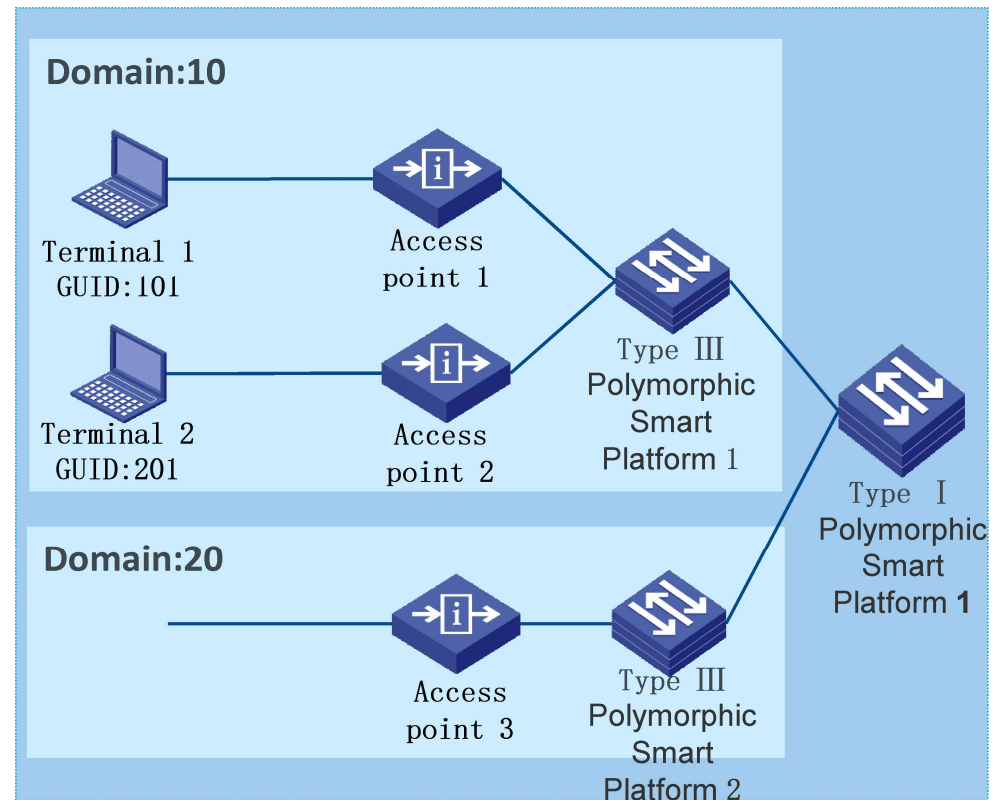 Domain:10
Terminal 1
GUID:101
Access
point 1
Terminal 2
GUID:201
Access
point 2
Type Ⅲ
Polymorphic
Smart
Platform 1
Type Ⅰ
Polymorphic
Smart
Platform 1
Domain:20
Access
point 3
Type Ⅲ
Polymorphic
Smart
Platform 2